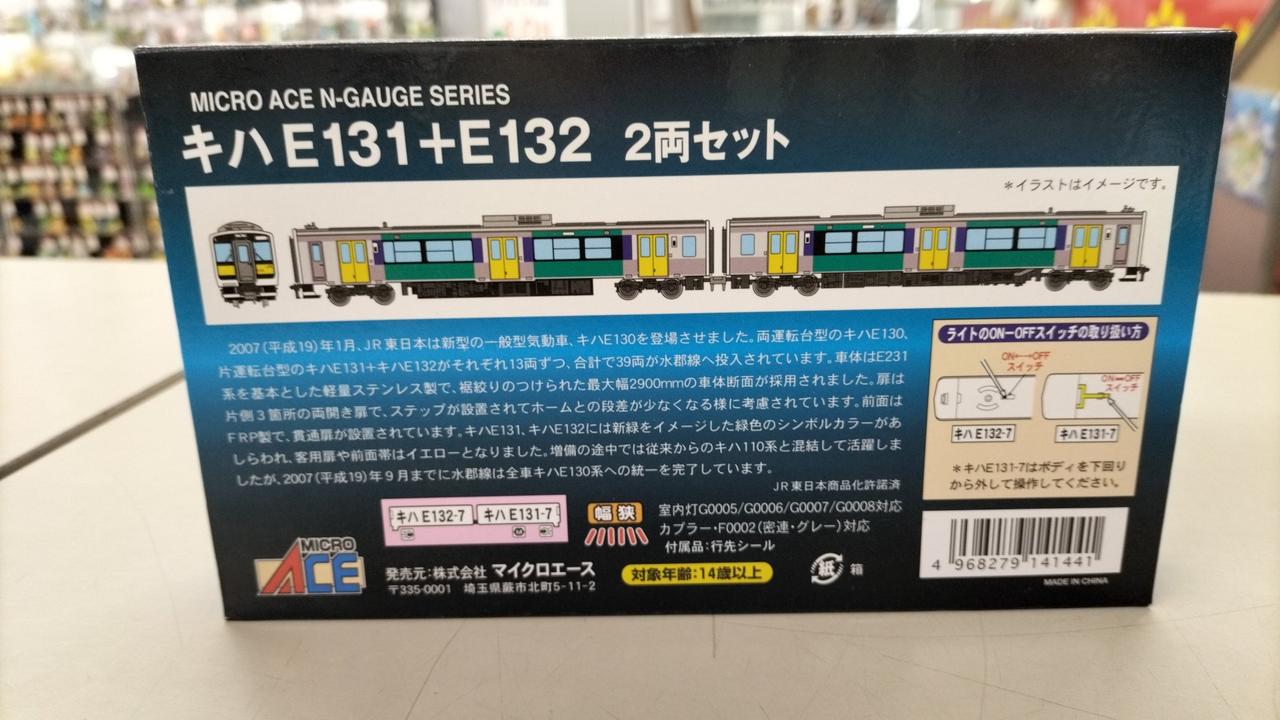 MICRO ACE N-GAUGE SERIES
キハE131+E132 2両セット
*イラストはイメージです。
2007(平成19)年1月、JR東日本は新型の一般型気動車、キハE130を登場させました。両運転台型のキハE130、
片運転台型のキハE131+キハE132がそれぞれ13両ずつ、合計で39両が水郡線へ投入されています。車体はE231
系を基本とした軽量ステンレス製で、裾絞りのつけられた最大幅2900mmの車体断面が採用されました。扉は
片側3箇所の両開き扉で、ステップが設置されてホームとの段差が少なくなる様に考慮されています。前面は
FRP製で、貫通扉が設置されています。キハE131、キハE132には新緑をイメージした緑色のシンボルカラーがあ
しらわれ、客用扉や前面帯はイエローとなりました。増備の途中では従来からのキハ110系と混結して活躍しま
したが、2007(平成19)年9月までに水郡線は全車キハE130系への統一を完了しています。
JR東日本商品化許諾済
ライトのON-OFFスイッチの取り扱い方
ON←→OFF
スイッチ
ON↔OFF
スイッチ
キハE132-7
キハE131-7
*キハE131-7はボディを下回り
から外して操作してください。
キハE132-7
キハE131-7
幅狭
室内灯G0005/G0006/G0007/G0008対応
カプラー・F0002(密連・グレー)対応
付属品:行先シール
MICRO
ACE
発売元:株式会社 マイクロエース
〒335-0001 埼玉県蕨市北町5-11-2
対象年齢:14歳以上
紙 箱
4 968279 141441
MADE IN CHINA